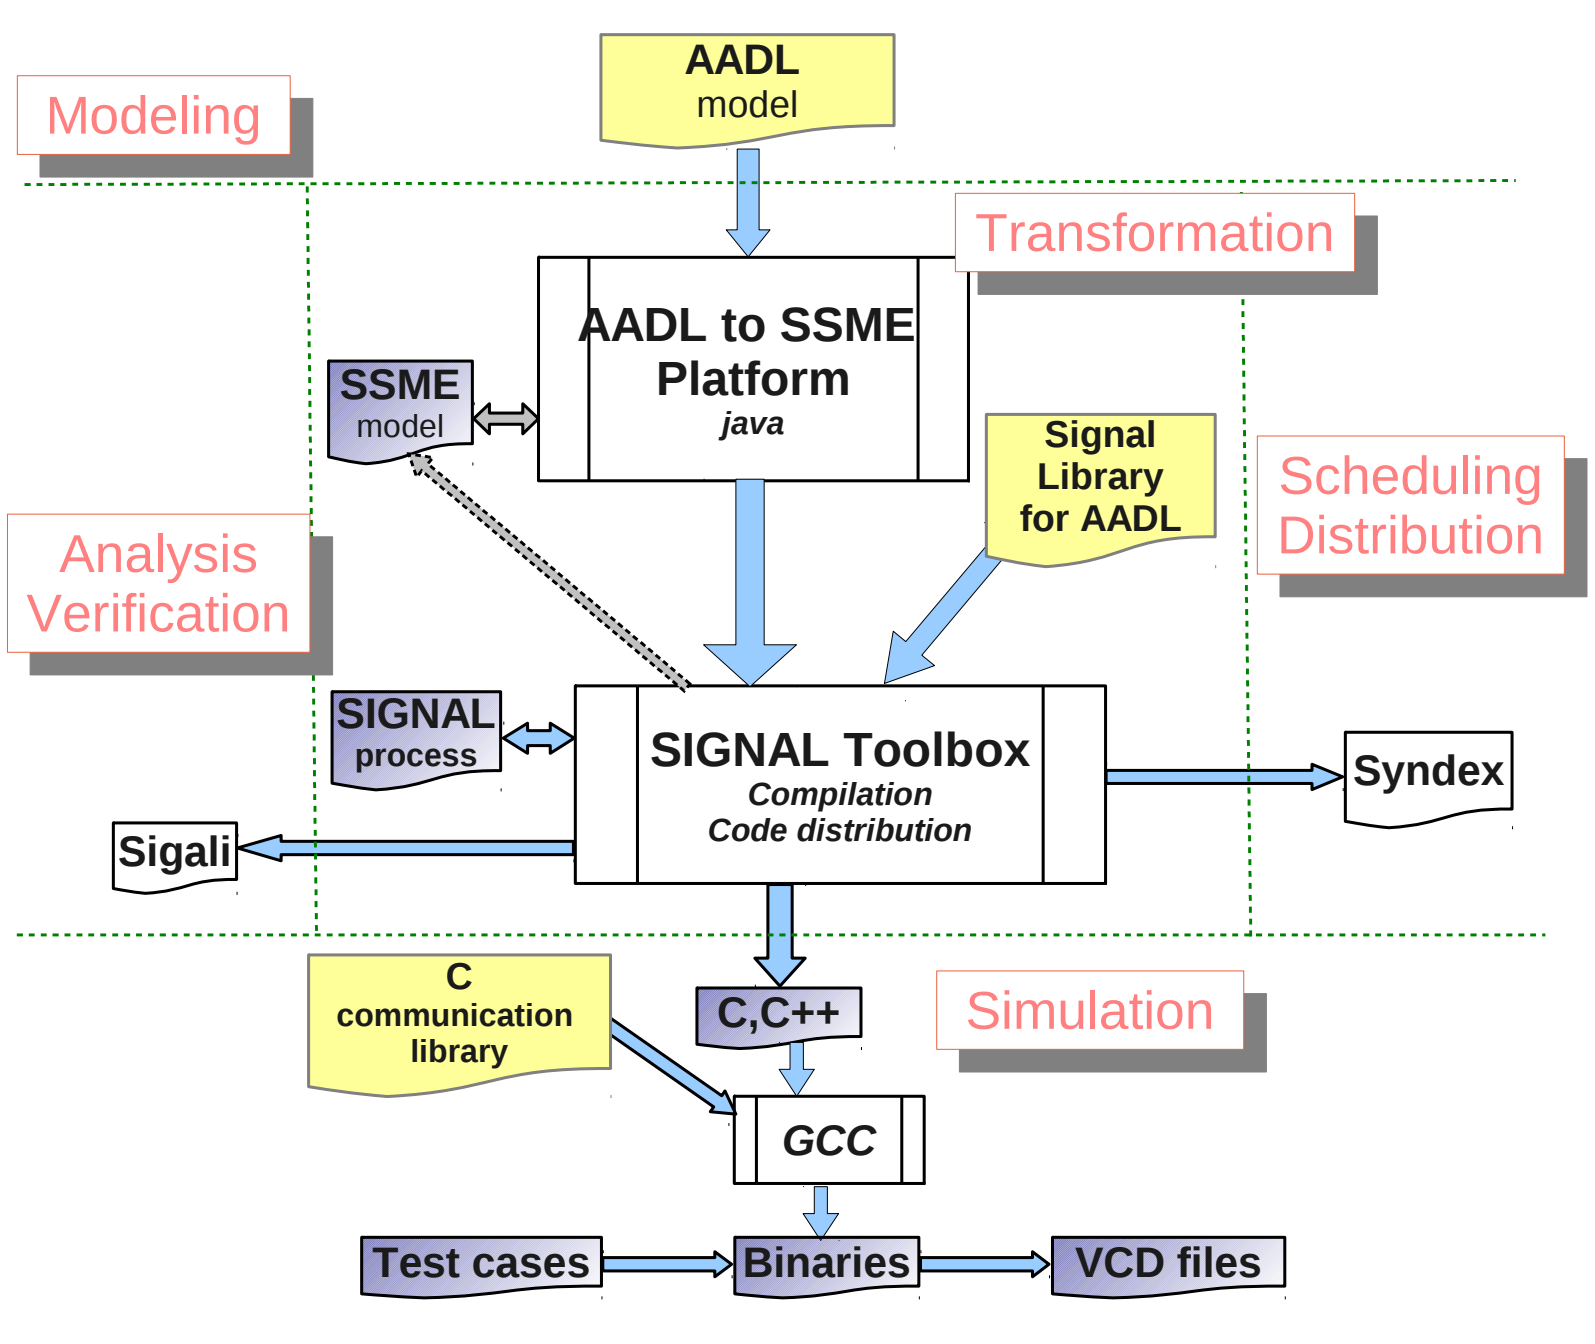 AADL
model
Modeling
Transformation
AADL to SSME
Platform
java
SSME
model
Signal
Library
for AADL
Scheduling
Distribution
Analysis
Verification
SIGNAL
process
SIGNAL Toolbox
Compilation
Code distribution
Syndex
Sigali
C
communication
library
C,C++
Simulation
GCC
Test cases
Binaries
VCD files